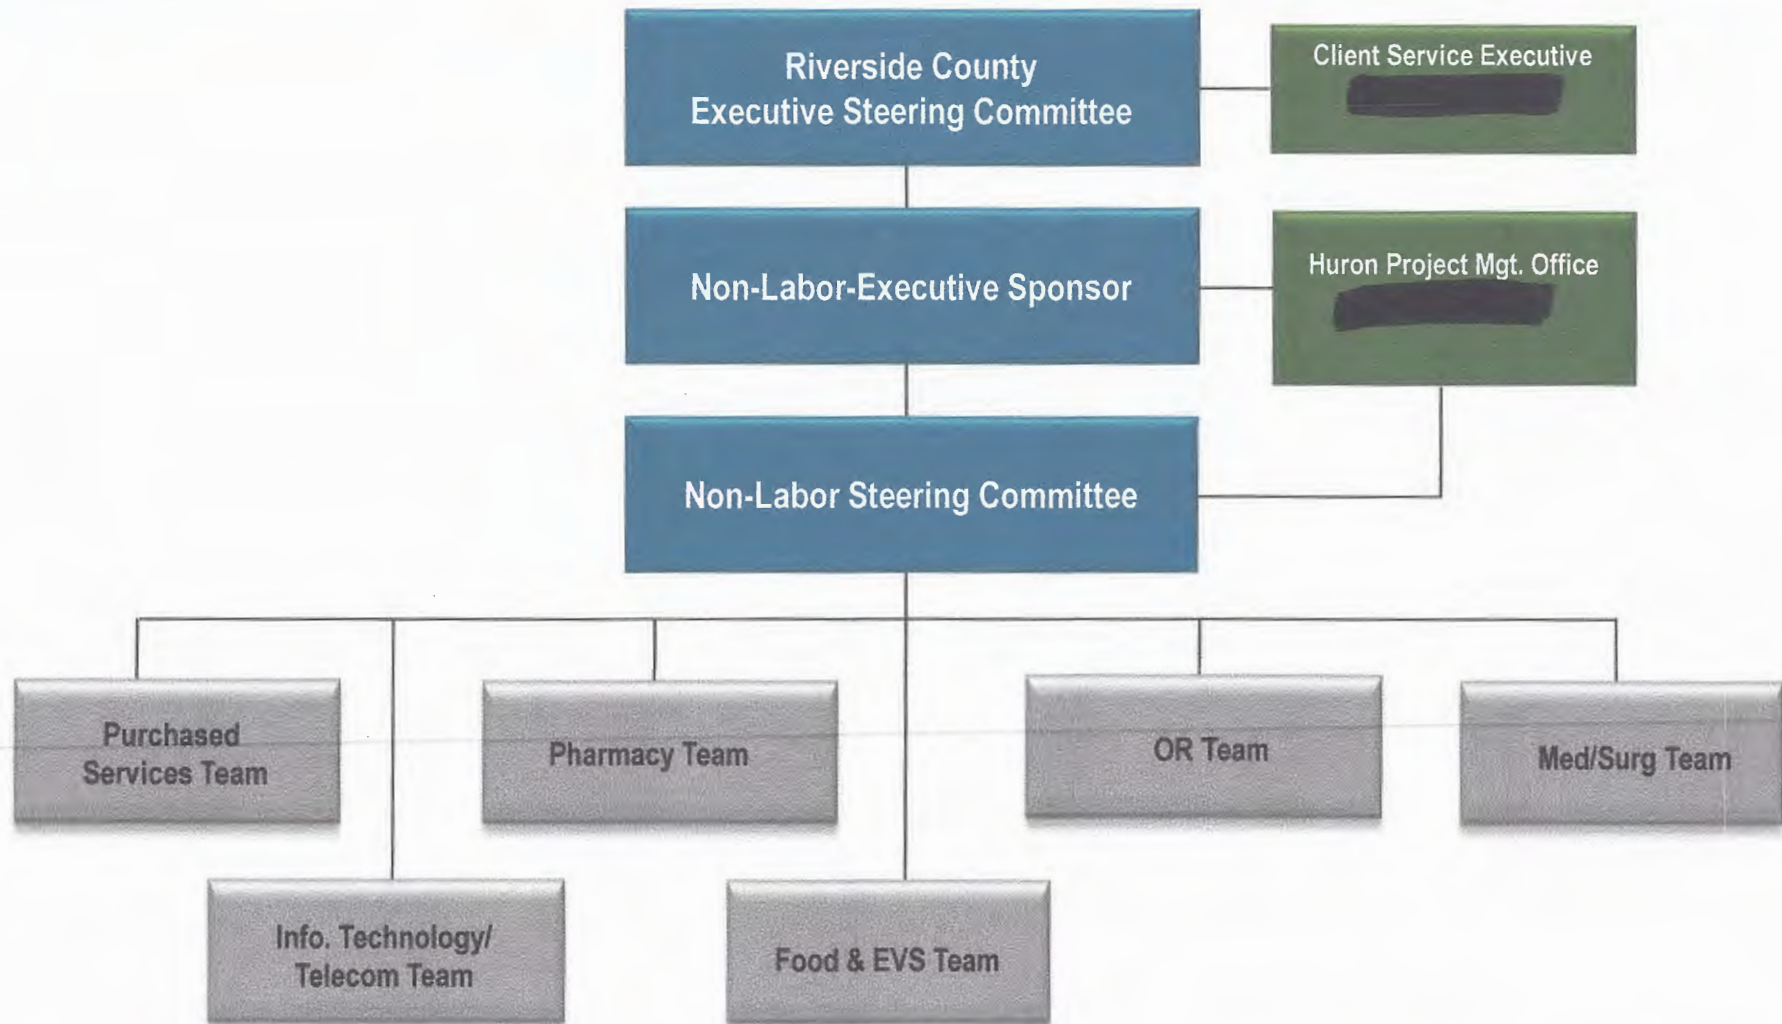 Riverside County
Executive Steering Committee
Client Service Executive
Non-Labor-Executive Sponsor
Huron Project Mgt. Office
Non-Labor Steering Committee
Purchased
Services Team
Pharmacy Team
OR Team
Med/Surg Team
Info. Technology/
Telecom Team
Food & EVS Team